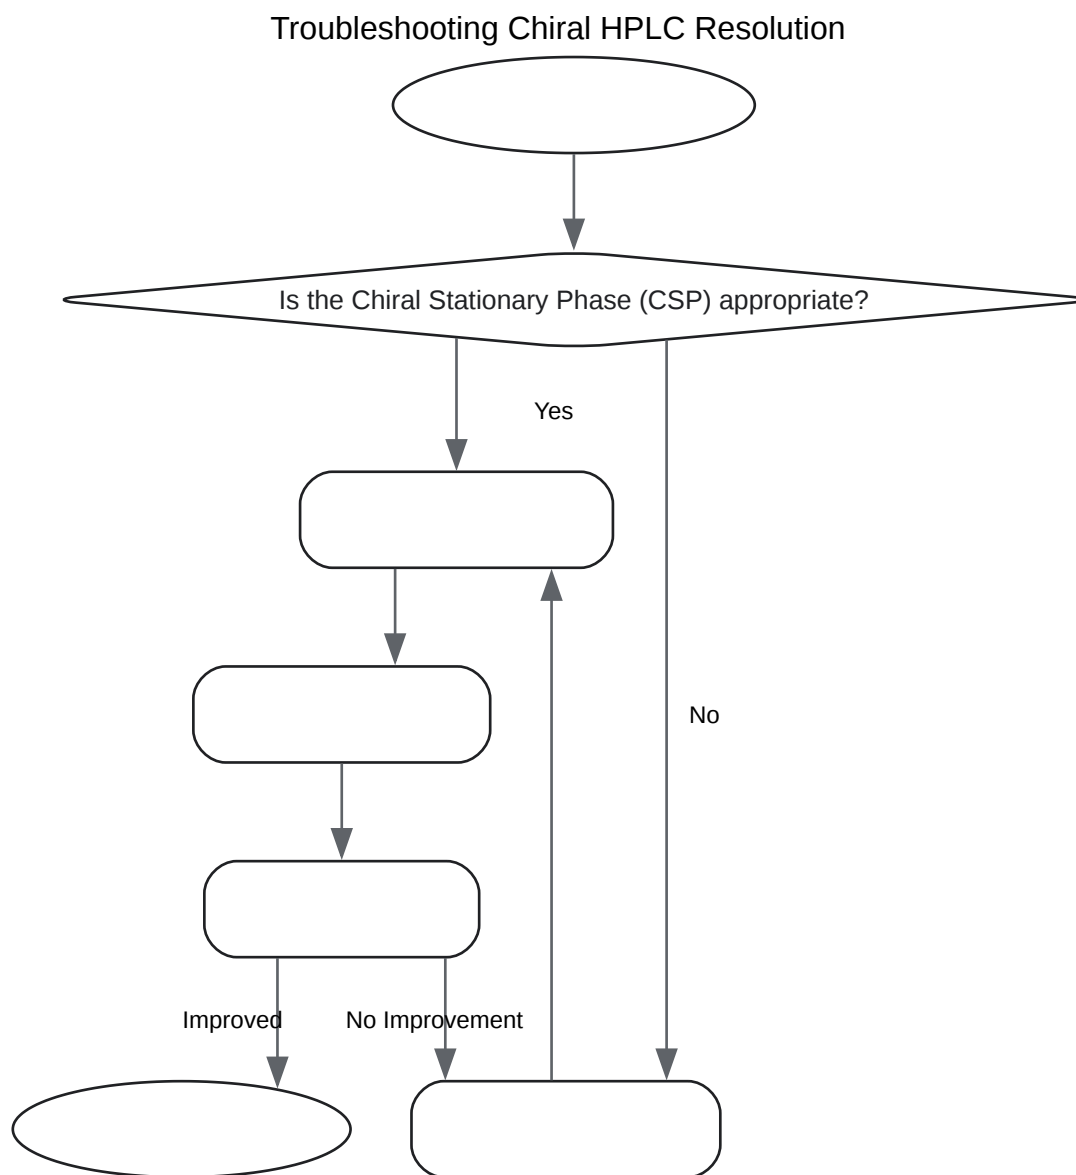 Troubleshooting Chiral HPLC Resolution
Is the Chiral Stationary Phase (CSP) appropriate?
Yes
No
Improved
No Improvement